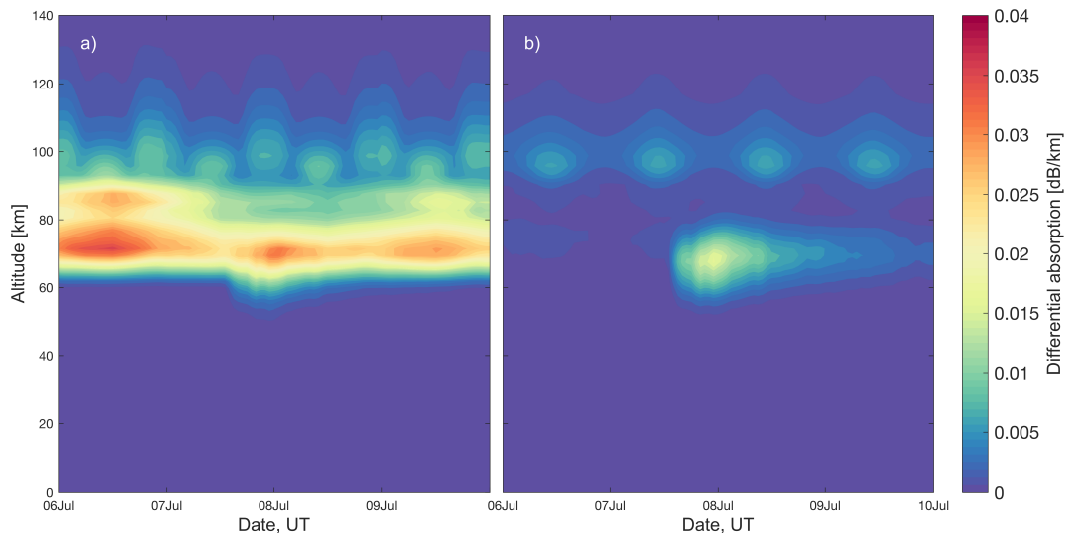 a)
b)
140
120
100
80
60
40
20
0
Altitude [km]
06Jul
07Jul
08Jul
09Jul
Date, UT
06Jul
07Jul
08Jul
09Jul
10Jul
Date, UT
0.04
0.035
0.03
0.025
0.02
0.015
0.01
0.005
0
Differential absorption [dB/km]